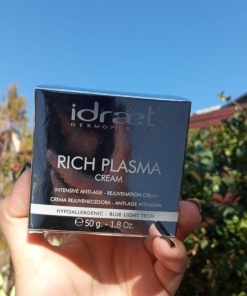 idraet
RICH PLASMA
CREAM
INTENSIVE ANTI-AGE - REJUVENATION CREAM
CREMA REJUVENECEDORA - ANTI-AGE INTENSIVA
HYPOALLERGENIC - BLUE LIGHT TECH
℮ 50 g. - 1.8 Oz.